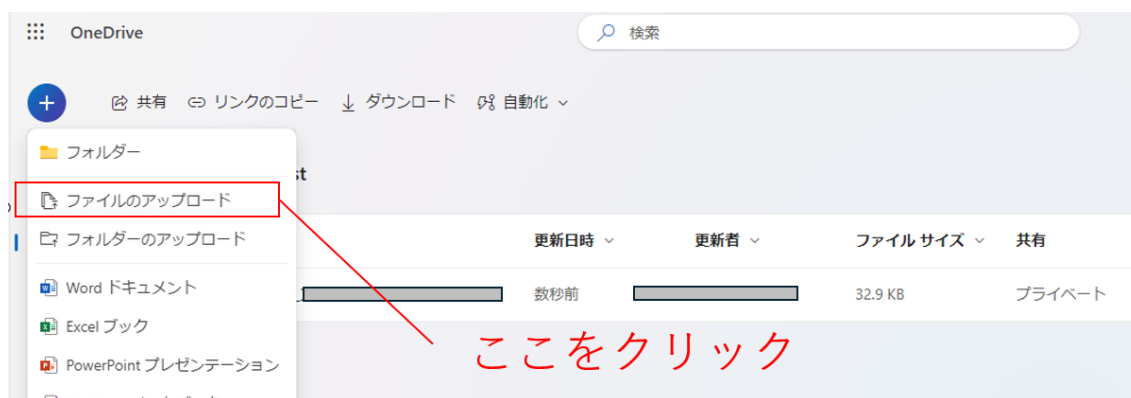 OneDrive
検索
共有 リンクのコピー ダウンロード 自動化
フォルダー
st
ファイルのアップロード
フォルダーのアップロード
更新日時 更新者 ファイル サイズ 共有
Word ドキュメント
数秒前 32.9 KB プライベート
Excel ブック
ここをクリック
PowerPoint プレゼンテーション